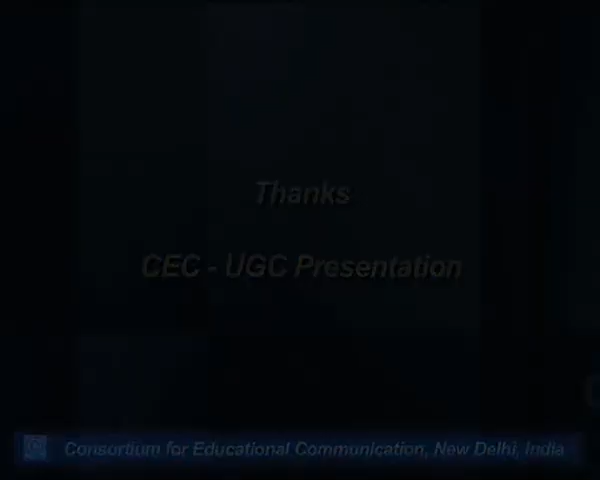 Thanks
CEC - UGC Presentation
Consortium for Educational Communication, New Delhi, India